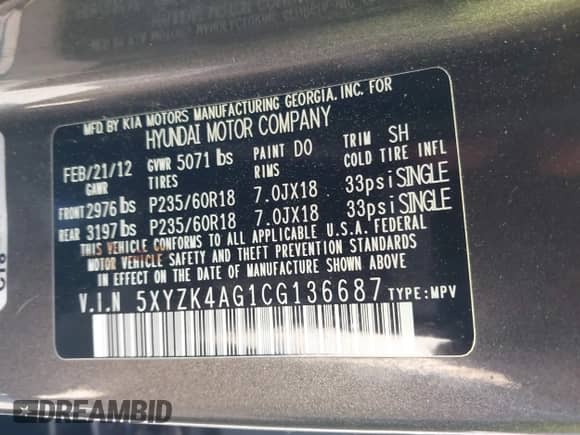 MFD BY KIA MOTORS MANUFACTURING GEORGIA, INC. FOR
HYUNDAI MOTOR COMPANY
FEB/21/12 GVWR 5071 lbs PAINT DO TRIM SH
GAWR TIRES RIMS COLD TIRE INFL
FRONT 2976 lbs P235/60R18 7.0JX18 33psi SINGLE
REAR 3197 lbs P235/60R18 7.0JX18 33psi SINGLE
THIS VEHICLE CONFORMS TO ALL APPLICABLE U.S.A. FEDERAL
MOTOR VEHICLE SAFETY AND THEFT PREVENTION STANDARDS
IN EFFECT ON THE DATE OF MANUFACTURE SHOWN ABOVE.
V.I.N 5XYZK4AG1CG136687 TYPE: MPV
DREAMBID